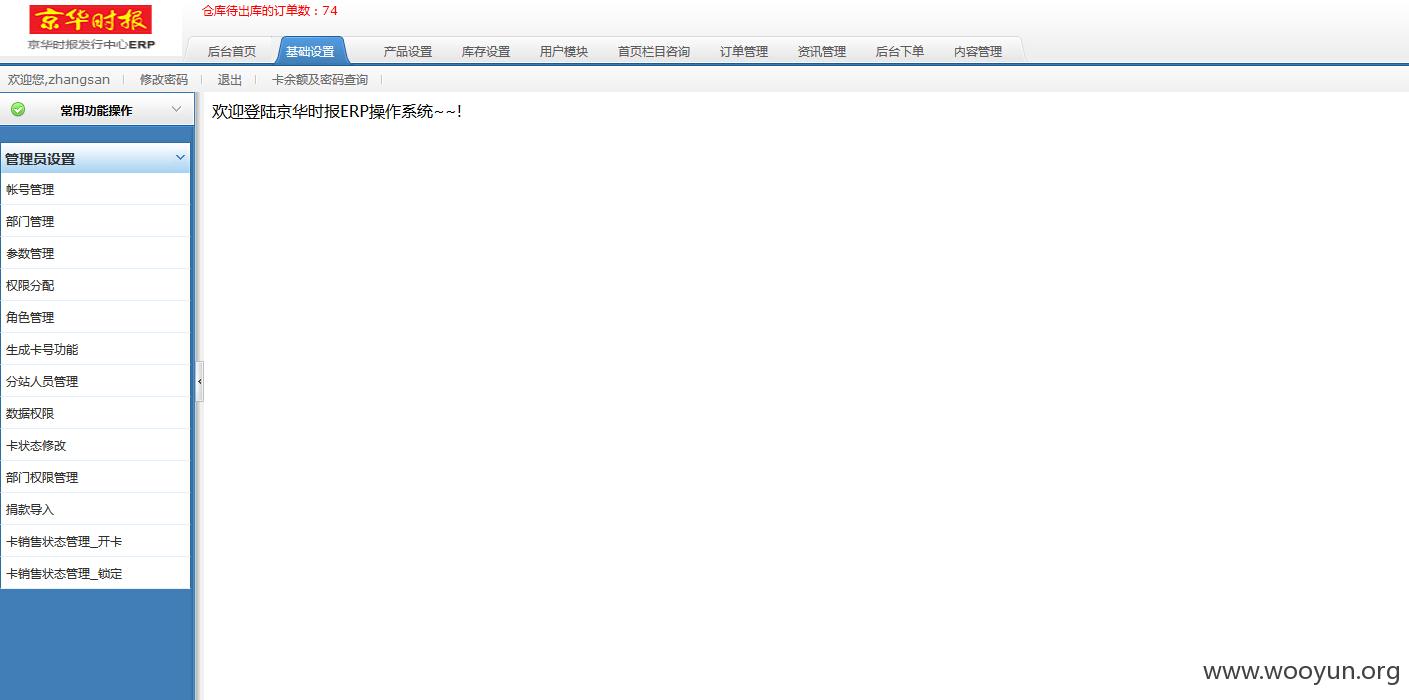 京华时报
京华时报发行中心ERP
仓库待出库的订单数：74
后台首页 基础设置 产品设置 库存设置 用户模块 首页栏目咨询 订单管理 资讯管理 后台下单 内容管理
欢迎您,zhangsan 修改密码 退出 卡余额及密码查询
常用功能操作
欢迎登陆京华时报ERP操作系统~~!
管理员设置
帐号管理
部门管理
参数管理
权限分配
角色管理
生成卡号功能
分站人员管理
数据权限
卡状态修改
部门权限管理
捐款导入
卡销售状态管理_开卡
卡销售状态管理_锁定
www.wooyun.org